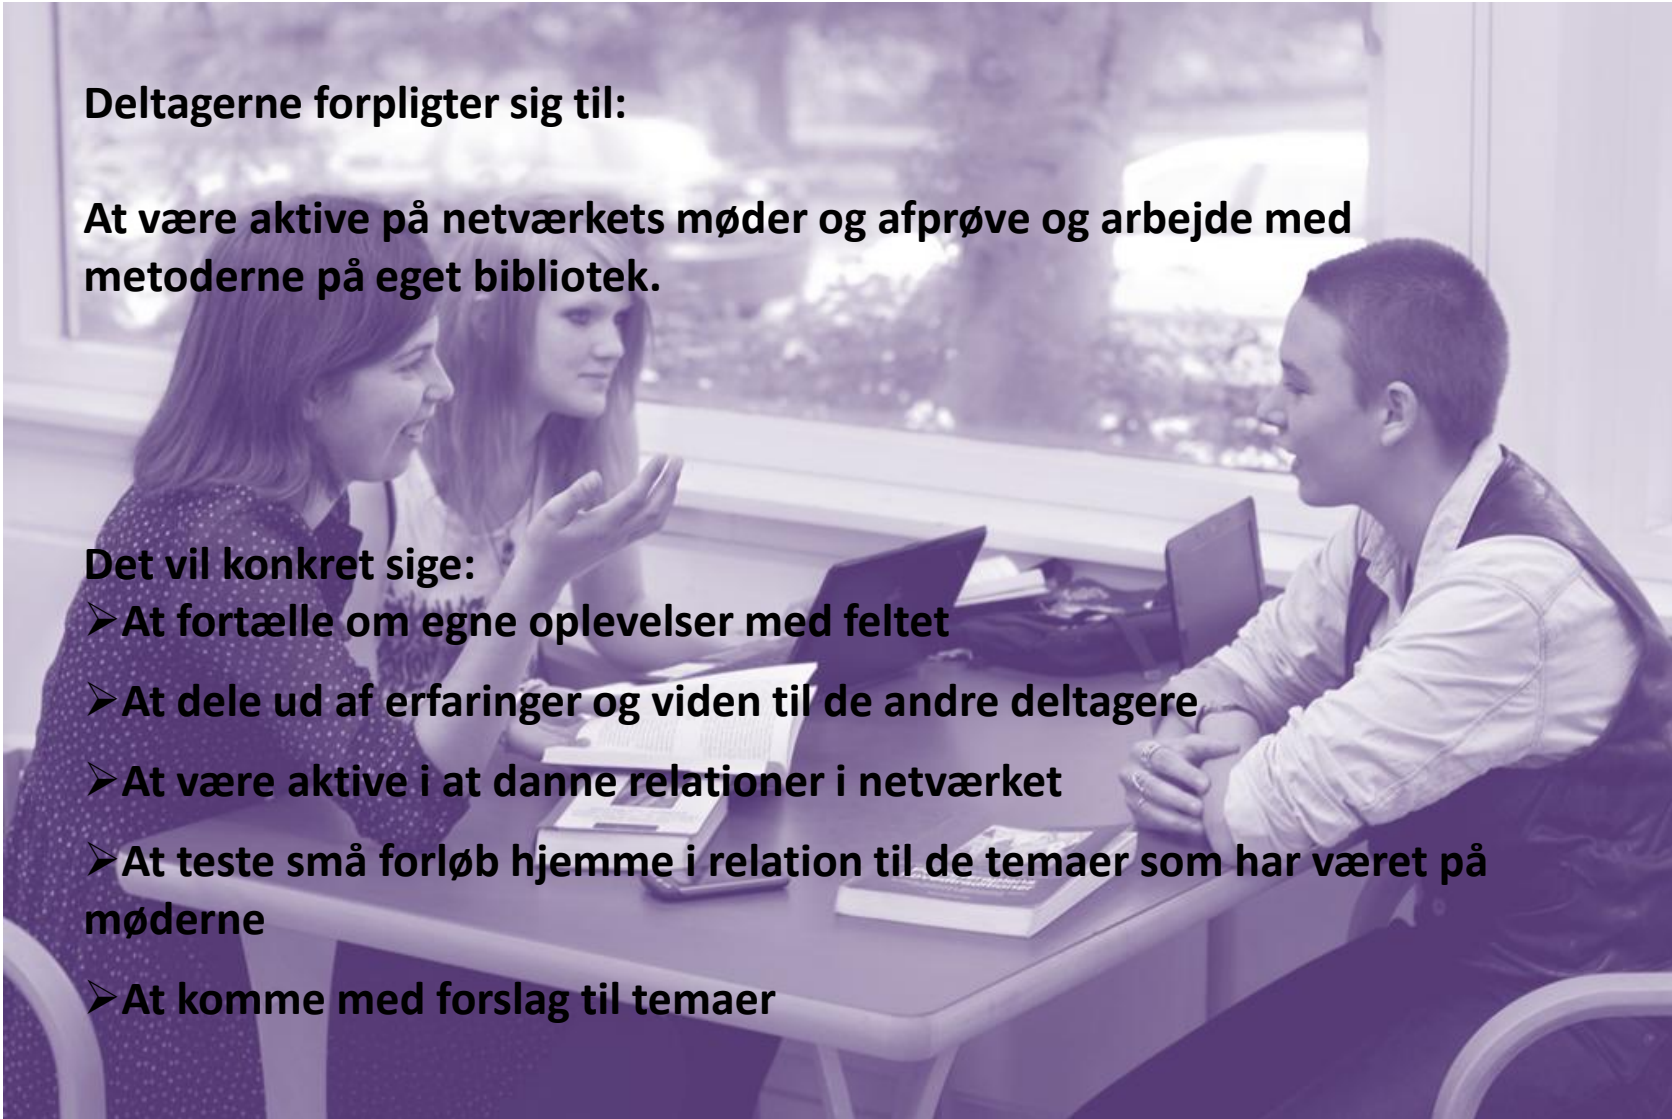 Deltagerne forpligter sig til:
At være aktive på netværkets møder og afprøve og arbejde med
metoderne på eget bibliotek.
Det vil konkret sige:
➢At fortælle om egne oplevelser med feltet
➢At dele ud af erfaringer og viden til de andre deltagere
➢At være aktive i at danne relationer i netværket
➢At teste små forløb hjemme i relation til de temaer som har været på
møderne
➢At komme med forslag til temaer